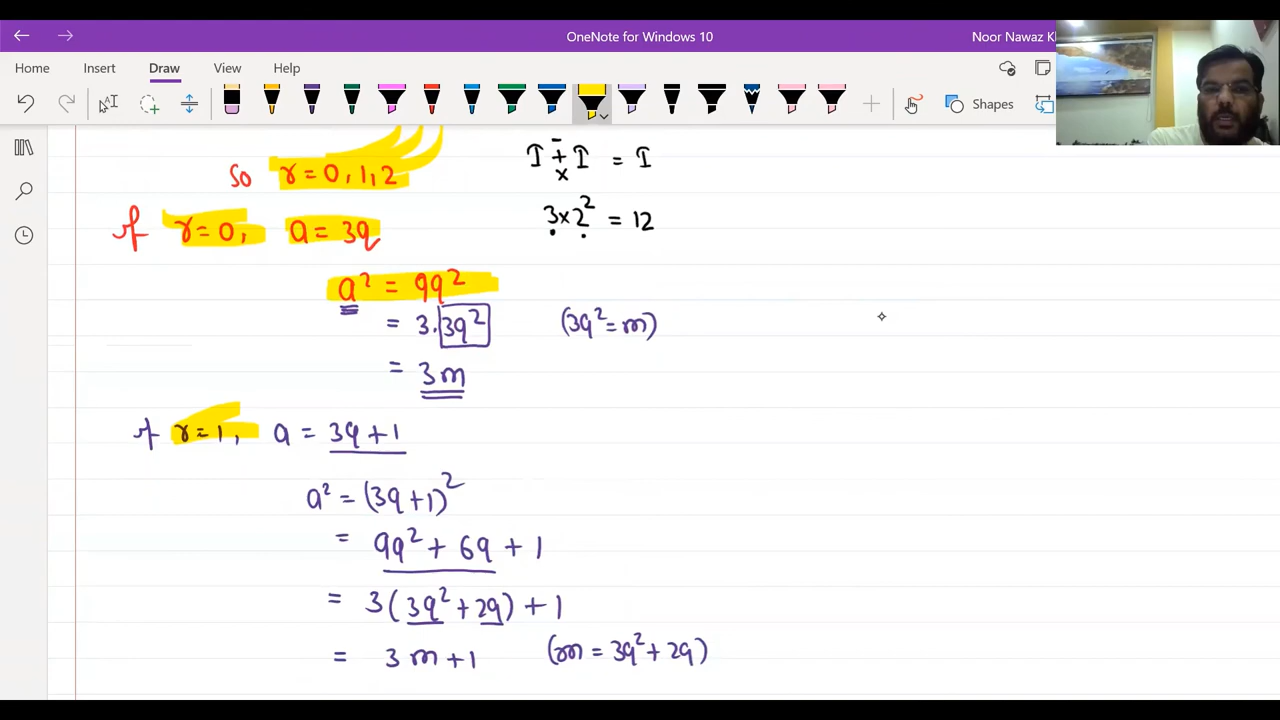 OneNote for Windows 10
Noor Nawaz K
Home Insert Draw View Help
Shapes
So r = 0, 1, 2
I ± I = I
×
3×2² = 12
if r = 0, a = 3q
a² = 9q²
= 3.3q² (3q² = m)
= 3m
if r = 1, a = 3q + 1
a² = (3q + 1)²
= 9q² + 6q + 1
= 3(3q² + 2q) + 1
= 3m + 1 (m = 3q² + 2q)